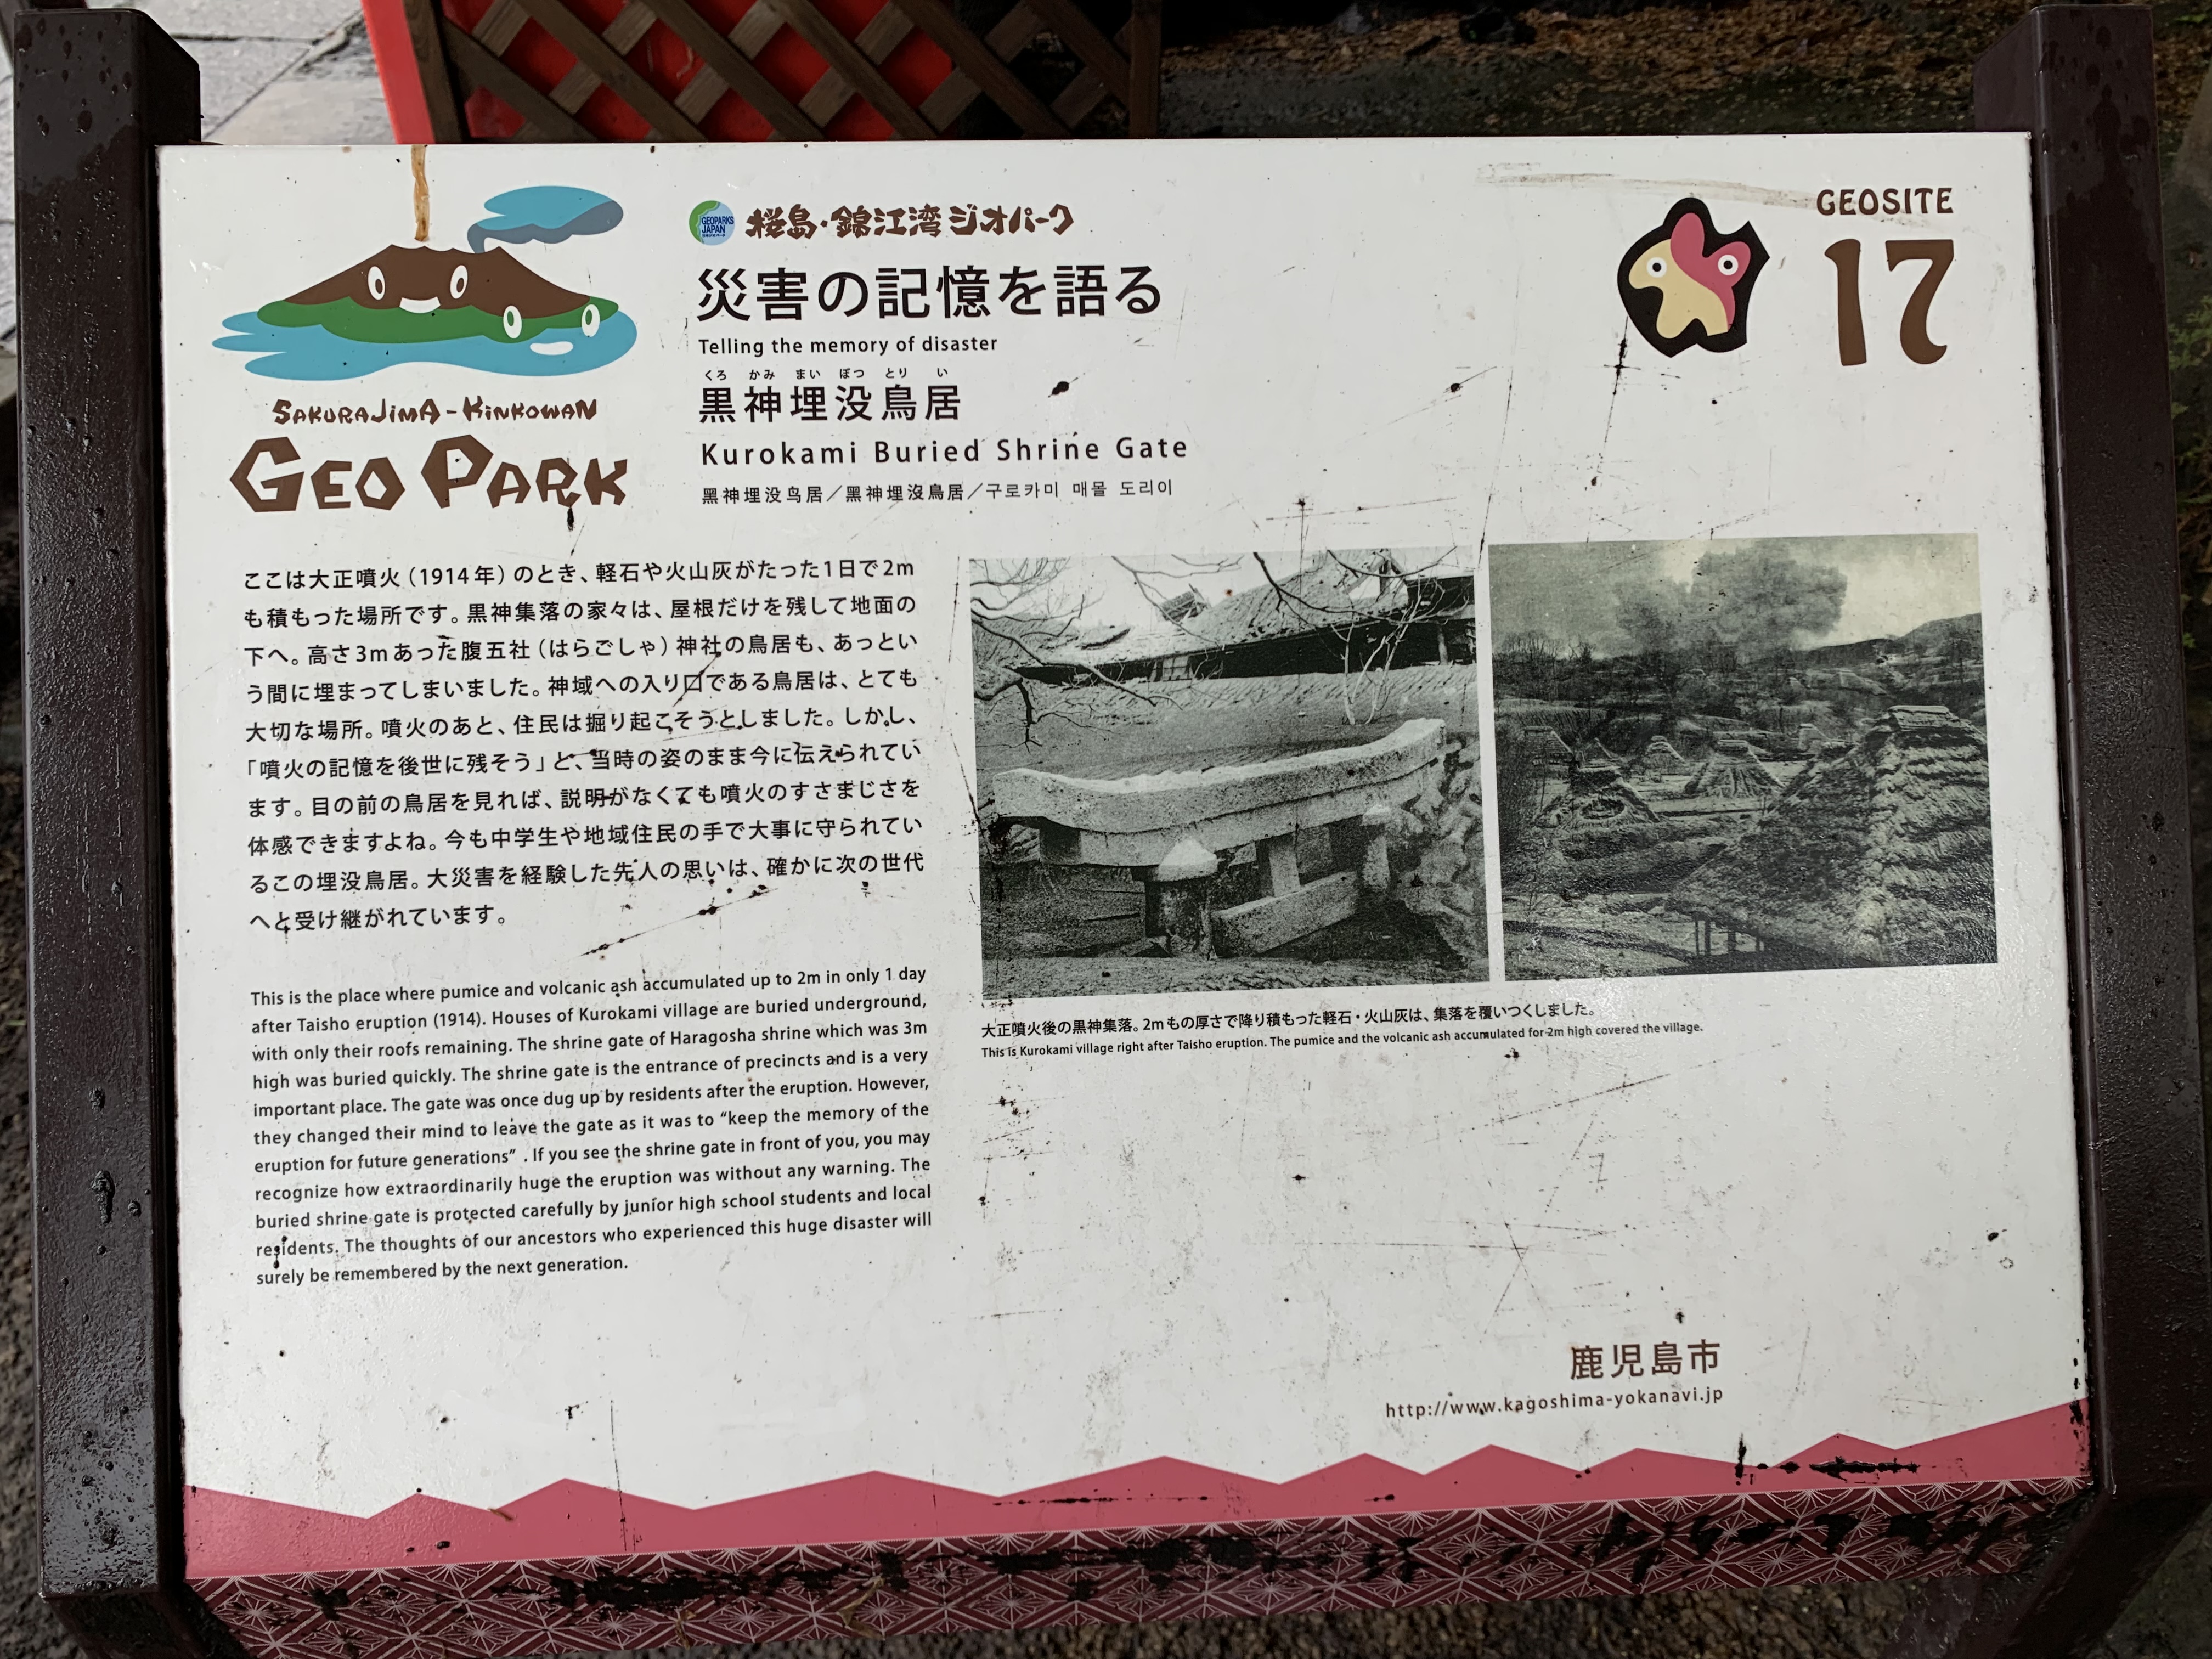 SAKURAJIMA-KINKOWAN
GEO PARK
GEOPARKS
JAPAN
桜島・錦江湾ジオパーク
災害の記憶を語る
Telling the memory of disaster
くろ かみ まい ぼつ とり い
黒神埋没鳥居
Kurokami Buried Shrine Gate
黑神埋没鸟居／黑神埋沒鳥居／구로카미 매몰 도리이
GEOSITE
17
ここは大正噴火（1914年）のとき、軽石や火山灰がたった1日で2m
も積もった場所です。黒神集落の家々は、屋根だけを残して地面の
下へ。高さ3mあった腹五社（はらごしゃ）神社の鳥居も、あっとい
う間に埋まってしまいました。神域への入り口である鳥居は、とても
大切な場所。噴火のあと、住民は掘り起こそうとしました。しかし、
「噴火の記憶を後世に残そう」と、当時の姿のまま今に伝えられてい
ます。目の前の鳥居を見れば、説明がなくても噴火のすさまじさを
体感できますよね。今も中学生や地域住民の手で大事に守られてい
るこの埋没鳥居。大災害を経験した先人の思いは、確かに次の世代
へと受け継がれています。
This is the place where pumice and volcanic ash accumulated up to 2m in only 1 day
after Taisho eruption (1914). Houses of Kurokami village are buried underground,
with only their roofs remaining. The shrine gate of Haragosha shrine which was 3m
high was buried quickly. The shrine gate is the entrance of precincts and is a very
important place. The gate was once dug up by residents after the eruption. However,
they changed their mind to leave the gate as it was to “keep the memory of the
eruption for future generations” . If you see the shrine gate in front of you, you may
recognize how extraordinarily huge the eruption was without any warning. The
buried shrine gate is protected carefully by junior high school students and local
residents. The thoughts of our ancestors who experienced this huge disaster will
surely be remembered by the next generation.
大正噴火後の黒神集落。2mもの厚さで降り積もった軽石・火山灰は、集落を覆いつくしました。
This is Kurokami village right after Taisho eruption. The pumice and the volcanic ash accumulated for 2m high covered the village.
鹿児島市
http://www.kagoshima-yokanavi.jp